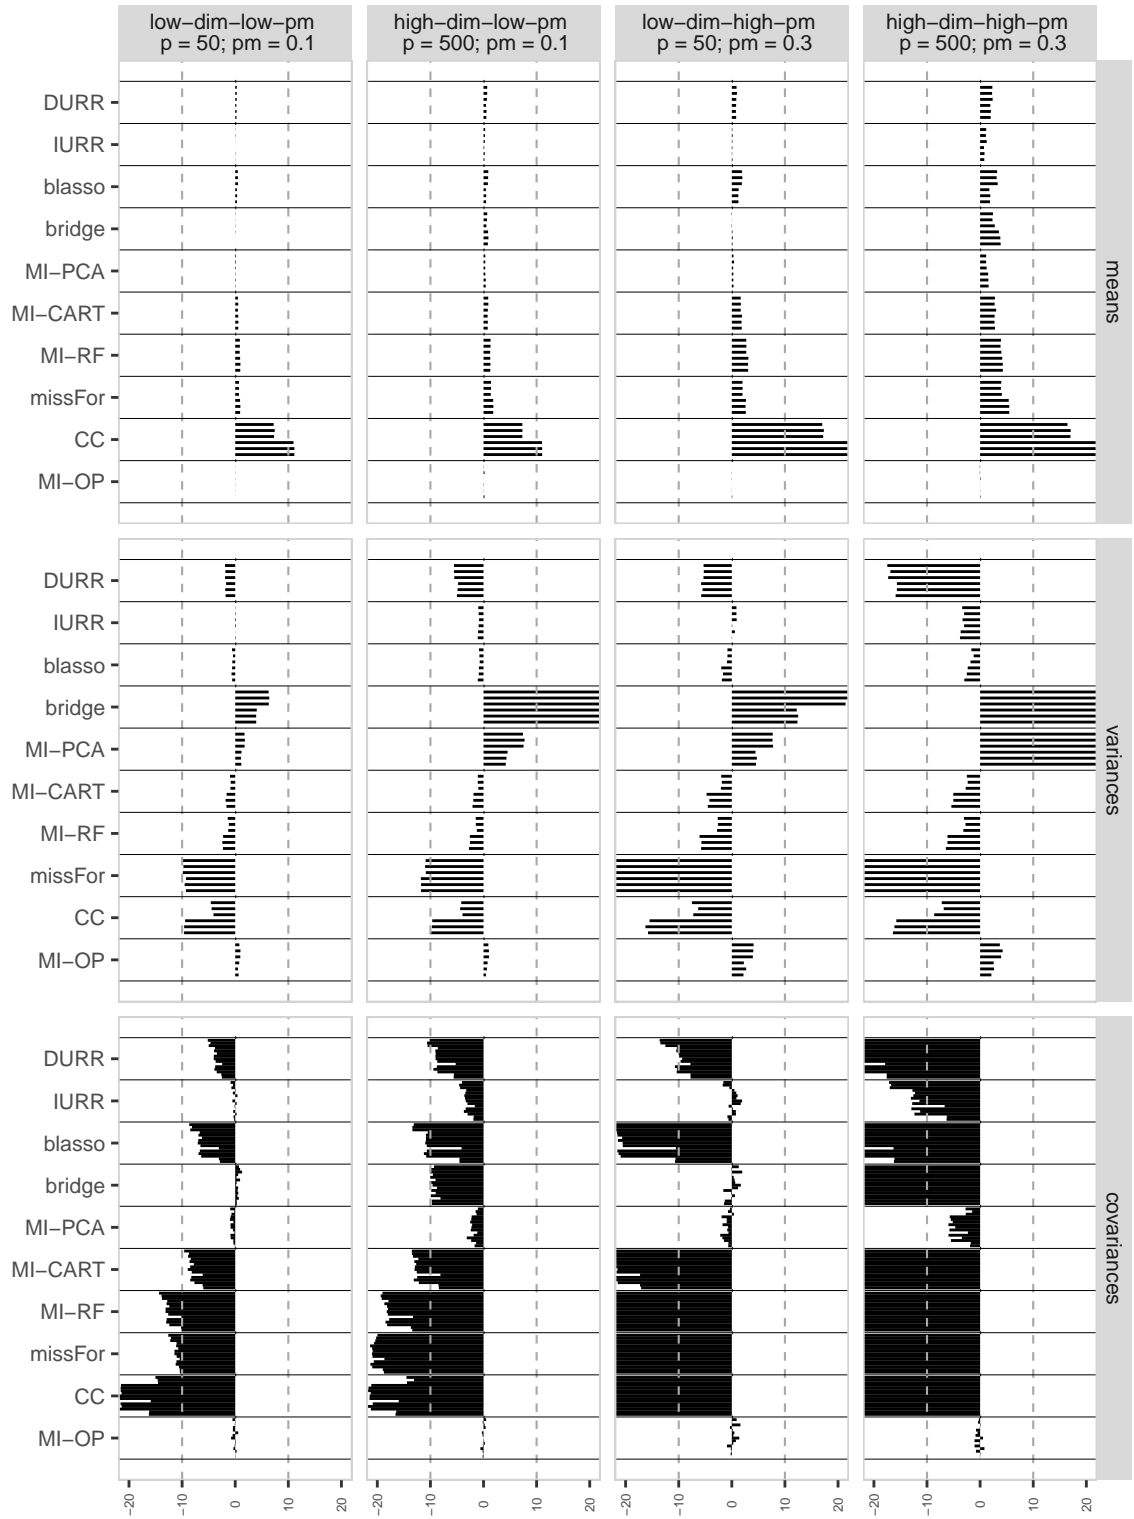 low−dim−low−pm
p = 50; pm = 0.1
high−dim−low−pm
p = 500; pm = 0.1
low−dim−high−pm
p = 50; pm = 0.3
high−dim−high−pm
p = 500; pm = 0.3
DURR
IURR
blasso
bridge
MI−PCA
MI−CART
MI−RF
missFor
CC
MI−OP
means
DURR
IURR
blasso
bridge
MI−PCA
MI−CART
MI−RF
missFor
CC
MI−OP
variances
DURR
IURR
blasso
bridge
MI−PCA
MI−CART
MI−RF
missFor
CC
MI−OP
covariances
−20
−10
0
10
20
−20
−10
0
10
20
−20
−10
0
10
20
−20
−10
0
10
20